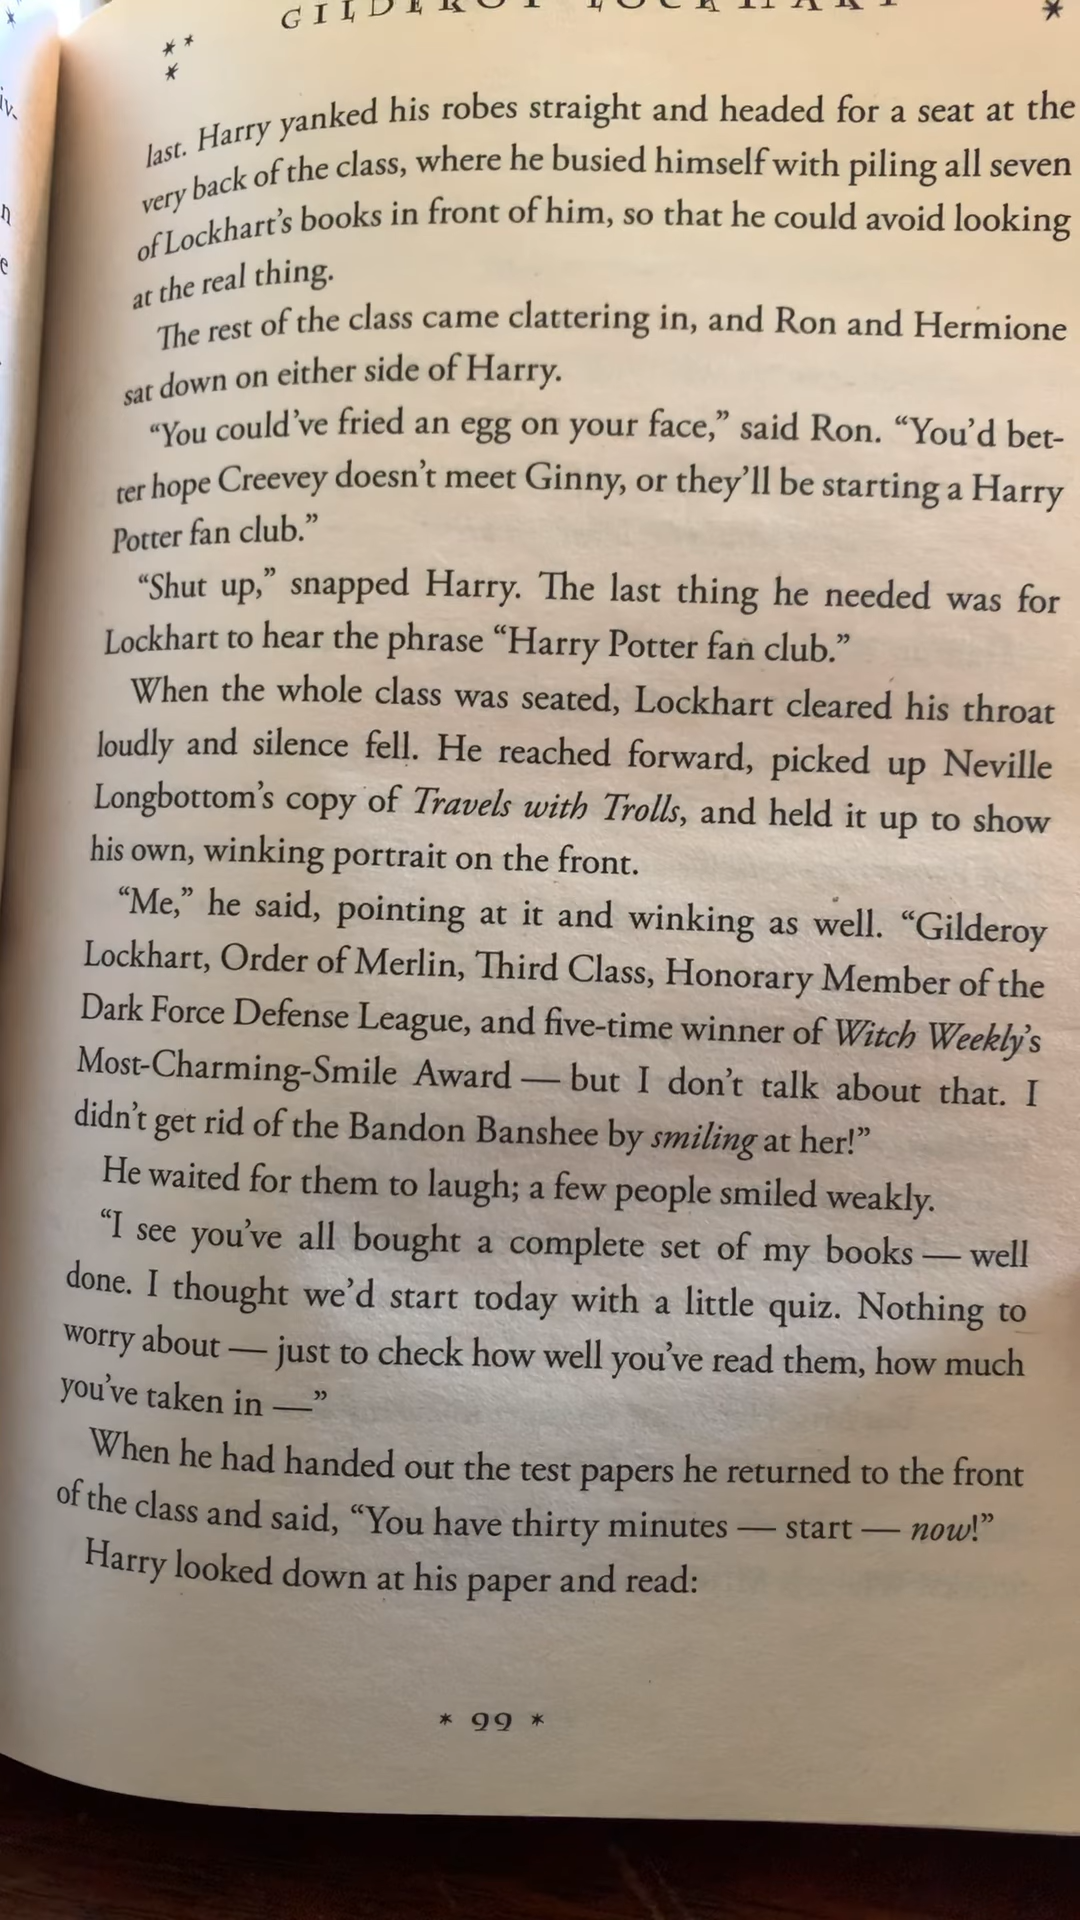 GILDEROY LOCKHART
last. Harry yanked his robes straight and headed for a seat at the
very back of the class, where he busied himself with piling all seven
of Lockhart's books in front of him, so that he could avoid looking
at the real thing.
The rest of the class came clattering in, and Ron and Hermione
sat down on either side of Harry.
“You could've fried an egg on your face,” said Ron. “You'd bet-
ter hope Creevey doesn't meet Ginny, or they'll be starting a Harry
Potter fan club.”
“Shut up,” snapped Harry. The last thing he needed was for
Lockhart to hear the phrase “Harry Potter fan club.”
When the whole class was seated, Lockhart cleared his throat
loudly and silence fell. He reached forward, picked up Neville
Longbottom's copy of Travels with Trolls, and held it up to show
his own, winking portrait on the front.
“Me,” he said, pointing at it and winking as well. “Gilderoy
Lockhart, Order of Merlin, Third Class, Honorary Member of the
Dark Force Defense League, and five-time winner of Witch Weekly's
Most-Charming-Smile Award — but I don't talk about that. I
didn't get rid of the Bandon Banshee by smiling at her!”
He waited for them to laugh; a few people smiled weakly.
“I see you've all bought a complete set of my books — well
done. I thought we'd start today with a little quiz. Nothing to
worry about — just to check how well you've read them, how much
you've taken in —”
When he had handed out the test papers he returned to the front
of the class and said, “You have thirty minutes — start — now!”
Harry looked down at his paper and read:
* 99 *